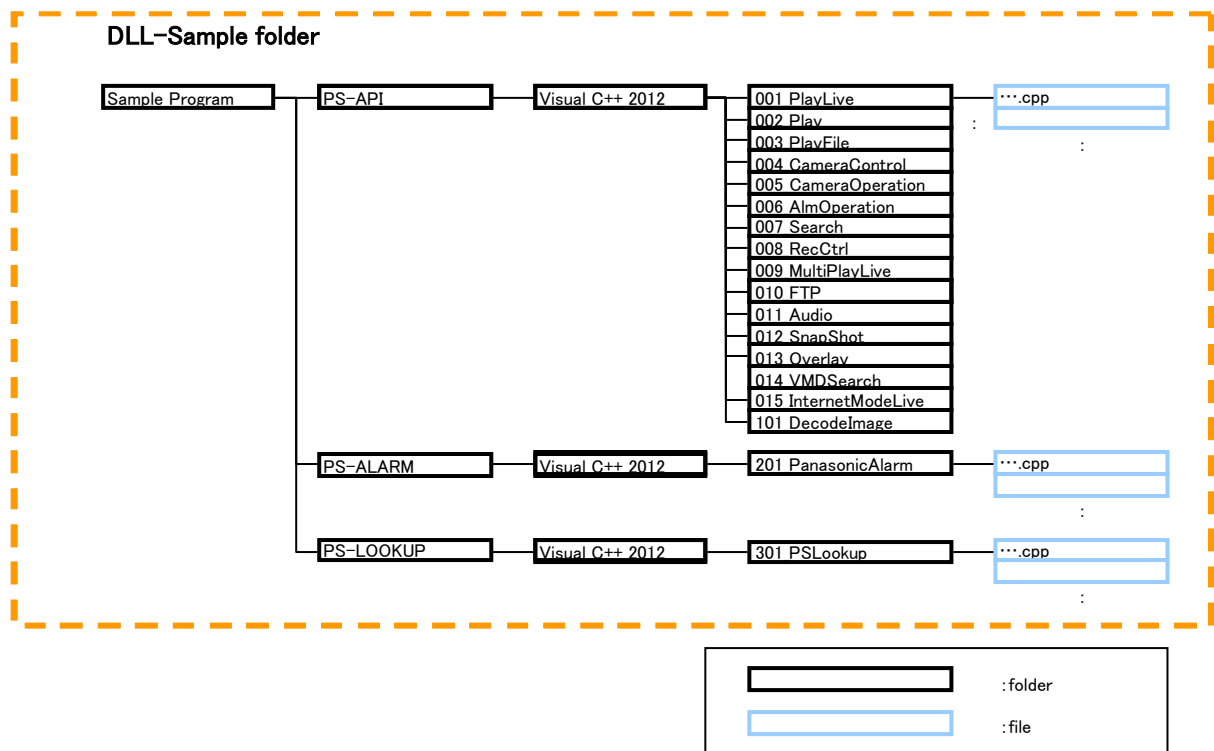 DLL-Sample folder
Sample Program
PS-API
Visual C++ 2012
001 PlayLive
….cpp
002 Play
:
003 PlayFile
:
004 CameraControl
005 CameraOperation
006 AlmOperation
007 Search
008 RecCtrl
009 MultiPlayLive
010 FTP
011 Audio
012 SnapShot
013 Overlay
014 VMDSearch
015 InternetModeLive
101 DecodeImage
PS-ALARM
Visual C++ 2012
201 PanasonicAlarm
….cpp
:
PS-LOOKUP
Visual C++ 2012
301 PSLookup
….cpp
:
:folder
:file